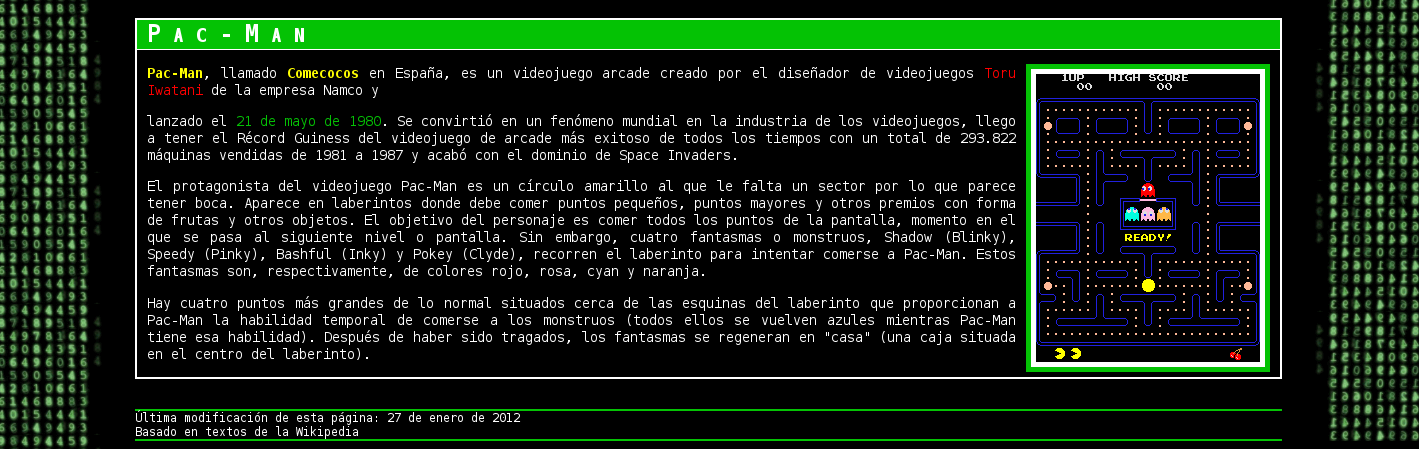 PAC-MAN
Pac-Man, llamado Comecocos en España, es un videojuego arcade creado por el diseñador de videojuegos Toru
Iwatani de la empresa Namco y
lanzado el 21 de mayo de 1980. Se convirtió en un fenómeno mundial en la industria de los videojuegos, llego
a tener el Récord Guiness del videojuego de arcade más exitoso de todos los tiempos con un total de 293.822
máquinas vendidas de 1981 a 1987 y acabó con el dominio de Space Invaders.
El protagonista del videojuego Pac-Man es un círculo amarillo al que le falta un sector por lo que parece
tener boca. Aparece en laberintos donde debe comer puntos pequeños, puntos mayores y otros premios con forma
de frutas y otros objetos. El objetivo del personaje es comer todos los puntos de la pantalla, momento en el
que se pasa al siguiente nivel o pantalla. Sin embargo, cuatro fantasmas o monstruos, Shadow (Blinky),
Speedy (Pinky), Bashful (Inky) y Pokey (Clyde), recorren el laberinto para intentar comerse a Pac-Man. Estos
fantasmas son, respectivamente, de colores rojo, rosa, cyan y naranja.
Hay cuatro puntos más grandes de lo normal situados cerca de las esquinas del laberinto que proporcionan a
Pac-Man la habilidad temporal de comerse a los monstruos (todos ellos se vuelven azules mientras Pac-Man
tiene esa habilidad). Después de haber sido tragados, los fantasmas se regeneran en "casa" (una caja situada
en el centro del laberinto).
1UP HIGH SCORE
00 00
READY!
Última modificación de esta página: 27 de enero de 2012
Basado en textos de la Wikipedia